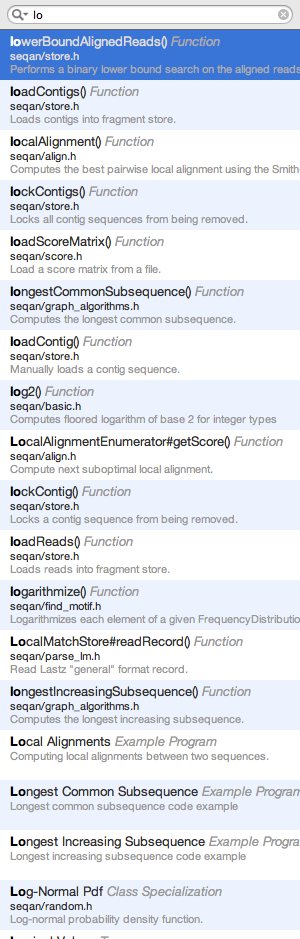 lo
lowerBoundAlignedReads() Function
seqan/store.h
Performs a binary lower bound search on the aligned reads
loadContigs() Function
seqan/store.h
Loads contigs into fragment store.
localAlignment() Function
seqan/align.h
Computes the best pairwise local alignment using the Smith
lockContigs() Function
seqan/store.h
Locks all contig sequences from being removed.
loadScoreMatrix() Function
seqan/score.h
Load a score matrix from a file.
longestCommonSubsequence() Function
seqan/graph_algorithms.h
Computes the longest common subsequence.
loadContig() Function
seqan/store.h
Manually loads a contig sequence.
log2() Function
seqan/basic.h
Computes floored logarithm of base 2 for integer types
LocalAlignmentEnumerator#getScore() Function
seqan/align.h
Compute next suboptimal local alignment.
lockContig() Function
seqan/store.h
Locks a contig sequence from being removed.
loadReads() Function
seqan/store.h
Loads reads into fragment store.
logarithmize() Function
seqan/find_motif.h
Logarithmizes each element of a given FrequencyDistributio
LocalMatchStore#readRecord() Function
seqan/parse_lm.h
Read Lastz "general" format record.
longestIncreasingSubsequence() Function
seqan/graph_algorithms.h
Computes the longest increasing subsequence.
Local Alignments Example Program
Computing local alignments between two sequences.
Longest Common Subsequence Example Program
Longest common subsequence code example
Longest Increasing Subsequence Example Progra
Longest increasing subsequence code example
Log-Normal Pdf Class Specialization
seqan/random.h
Log-normal probability density function.